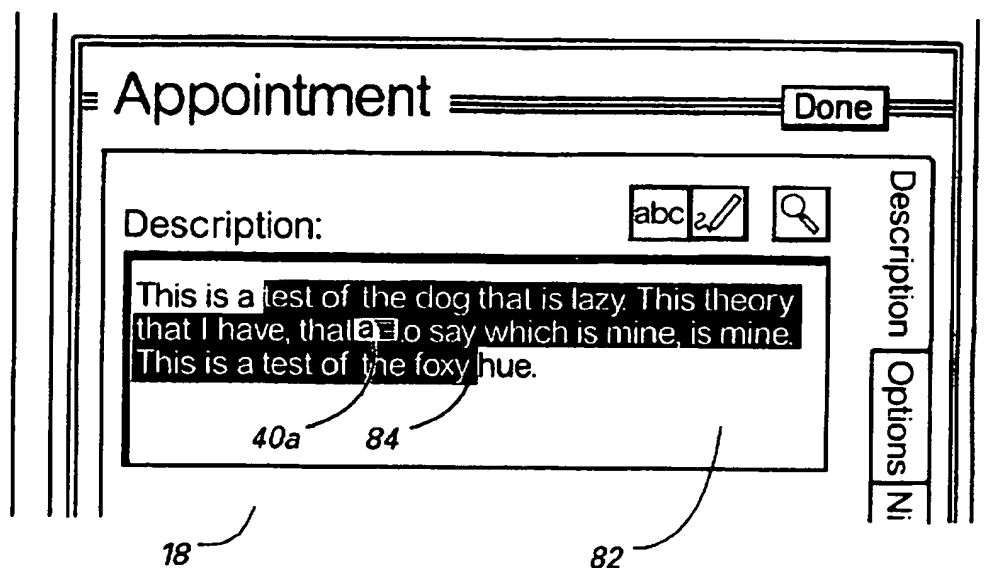 Appointment
Done
Description:
abc
This is a test of the dog that is lazy. This theory
that I have, that a .o say which is mine, is mine.
This is a test of the foxy hue.
Description
Options
Ni
40a
84
18
82